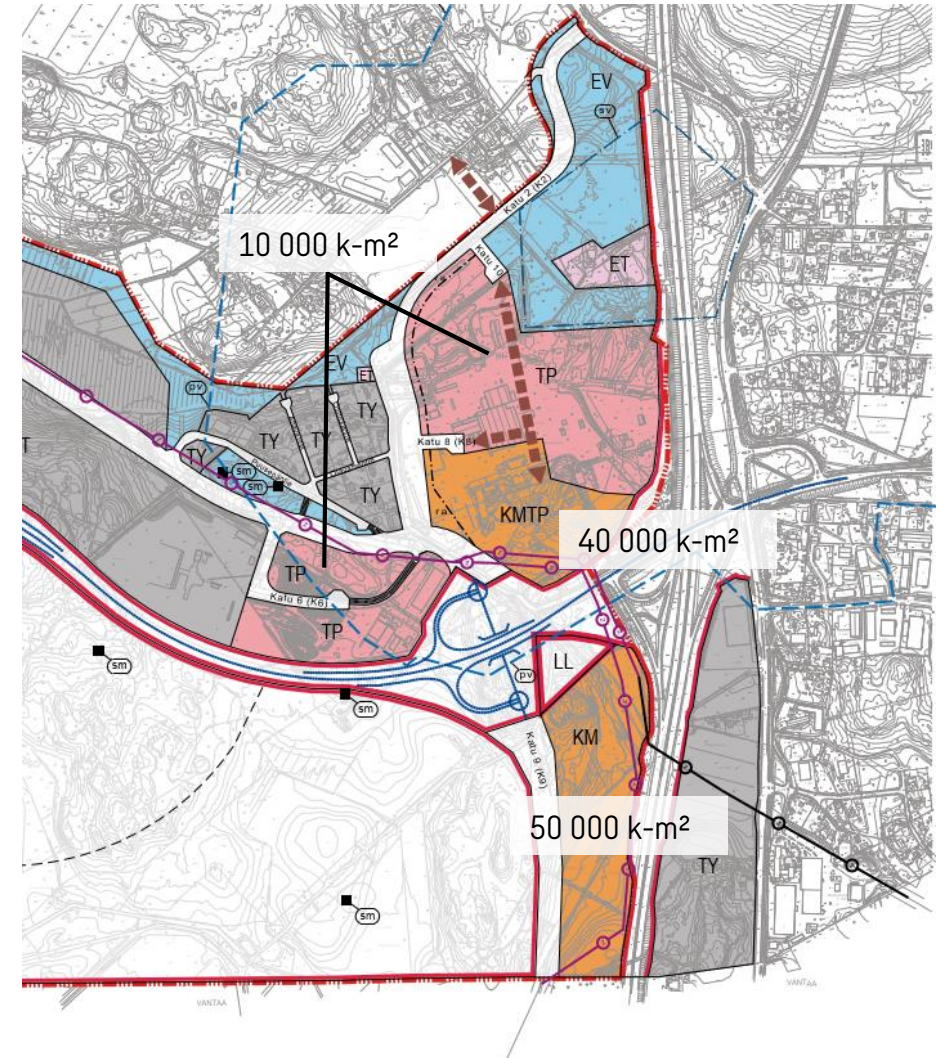 EV
sv
Katu 2 (K2)
10 000 k-m²
Katu 10
ET
EV
ET
TP
pv
TY
TY
TY
TY
T
Katu 8 (K8)
sm
sm
TY
KMTP
r a
40 000 k-m²
TP
Katu 6 (K6)
TP
sm
LL
pv
sm
KM
Katu 9 (K9)
50 000 k-m²
TY
sm
VANTAA
VANTAA